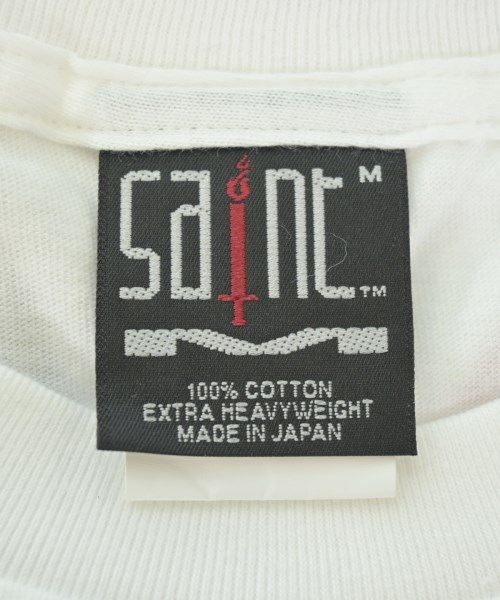 saint M
TM
100% COTTON
EXTRA HEAVYWEIGHT
MADE IN JAPAN